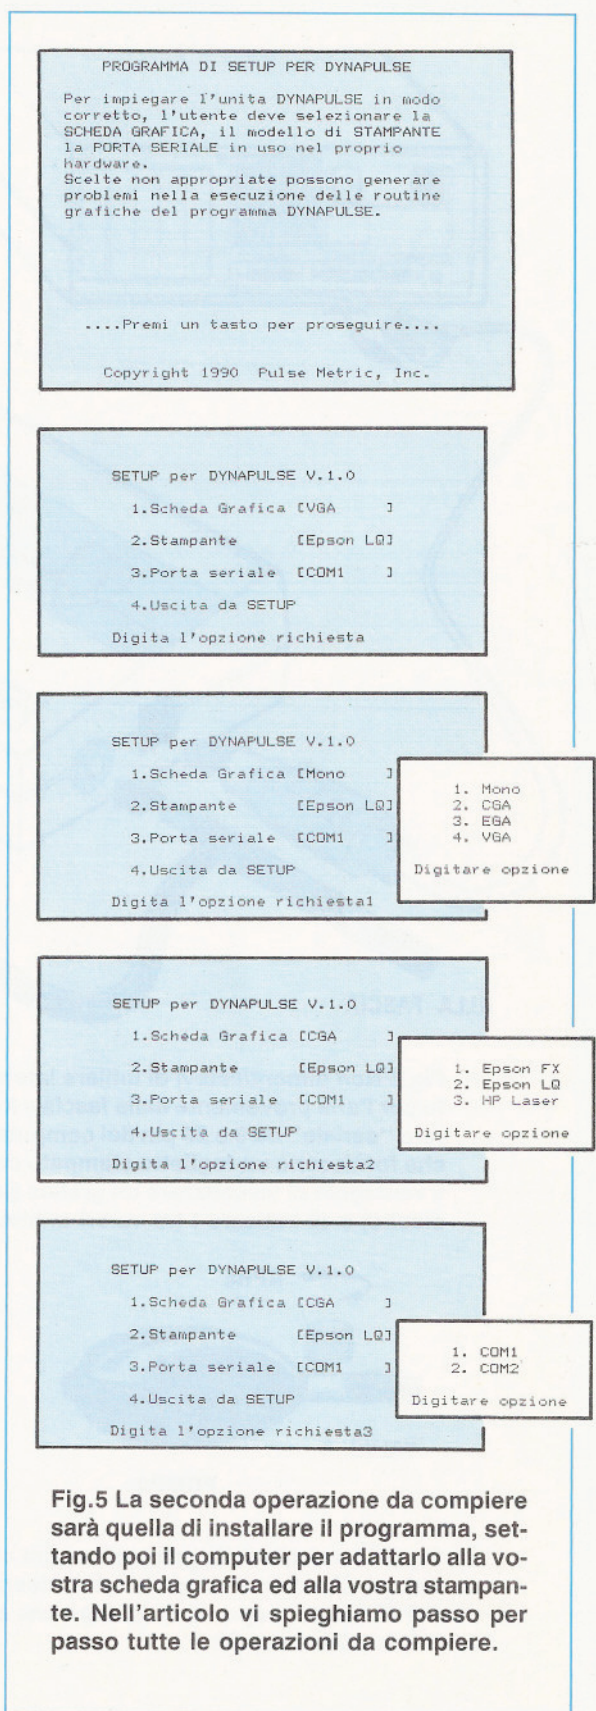 PROGRAMMA DI SETUP PER DYNAPULSE
Per impiegare l'unita DYNAPULSE in modo
corretto, l'utente deve selezionare la
SCHEDA GRAFICA, il modello di STAMPANTE
la PORTA SERIALE in uso nel proprio
hardware.
Scelte non appropriate possono generare
problemi nella esecuzione delle routine
grafiche del programma DYNAPULSE.
....Premi un tasto per proseguire....
Copyright 1990 Pulse Metric, Inc.
SETUP per DYNAPULSE V.1.0
1.Scheda Grafica [VGA ]
2.Stampante [Epson LQ]
3.Porta seriale [COM1 ]
4.Uscita da SETUP
Digita l'opzione richiesta
SETUP per DYNAPULSE V.1.0
1.Scheda Grafica [Mono ]
2.Stampante [Epson LQ]
3.Porta seriale [COM1 ]
4.Uscita da SETUP
Digita l'opzione richiesta1
1. Mono
2. CGA
3. EGA
4. VGA
Digitare opzione
SETUP per DYNAPULSE V.1.0
1.Scheda Grafica [CGA ]
2.Stampante [Epson LQ]
3.Porta seriale [COM1 ]
4.Uscita da SETUP
Digita l'opzione richiesta2
1. Epson FX
2. Epson LQ
3. HP Laser
Digitare opzione
SETUP per DYNAPULSE V.1.0
1.Scheda Grafica [CGA ]
2.Stampante [Epson LQ]
3.Porta seriale [COM1 ]
4.Uscita da SETUP
Digita l'opzione richiesta3
1. COM1
2. COM2
Digitare opzione
Fig.5 La seconda operazione da compiere
sarà quella di installare il programma, set-
tando poi il computer per adattarlo alla vo-
stra scheda grafica ed alla vostra stampan-
te. Nell'articolo vi spieghiamo passo per
passo tutte le operazioni da compiere.